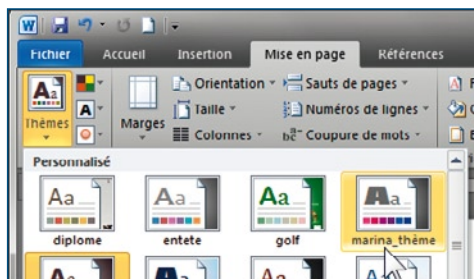 W
Fichier Accueil Insertion Mise en page Références
Orientation Sauts de pages
Taille Numéros de lignes
Thèmes Marges Colonnes Coupure de mots
Personnalisé
Aa Aa Aa Aa
diplome entete golf marina_thème